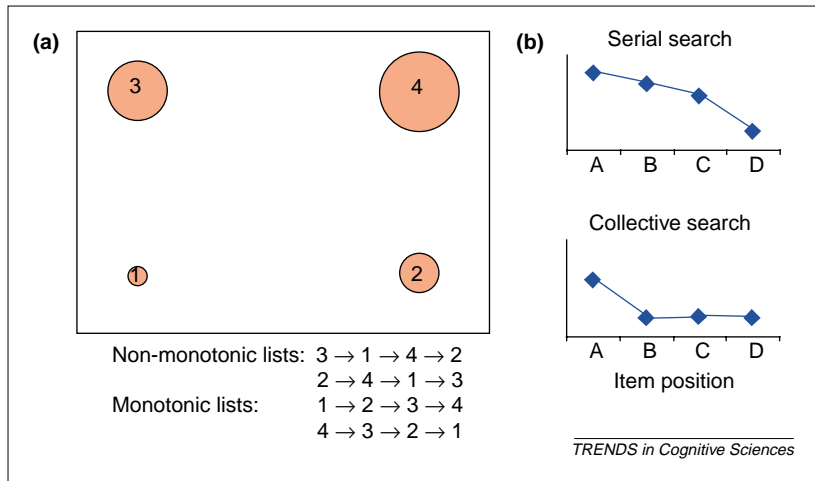 (a)
3
4
1
2
Non-monotonic lists: 3 → 1 → 4 → 2
2 → 4 → 1 → 3
Monotonic lists: 1 → 2 → 3 → 4
4 → 3 → 2 → 1
(b)
Serial search
A B C D
Collective search
A B C D
Item position
TRENDS in Cognitive Sciences